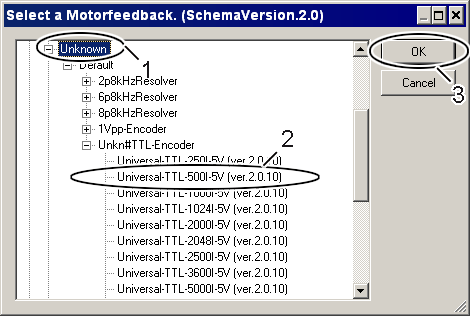 Select a Motorfeedback. (SchemaVersion.2.0)
Unknown
1
Default
2p8kHzResolver
6p8kHzResolver
8p8kHzResolver
1Vpp-Encoder
Unkn#TTL-Encoder
2
Universal-TTL-250I-5V (ver.2.0.10)
Universal-TTL-500I-5V (ver.2.0.10)
Universal-TTL-1000I-5V (ver.2.0.10)
Universal-TTL-1024I-5V (ver.2.0.10)
Universal-TTL-2000I-5V (ver.2.0.10)
Universal-TTL-2048I-5V (ver.2.0.10)
Universal-TTL-2500I-5V (ver.2.0.10)
Universal-TTL-3600I-5V (ver.2.0.10)
Universal-TTL-5000I-5V (ver.2.0.10)
OK
Cancel
3